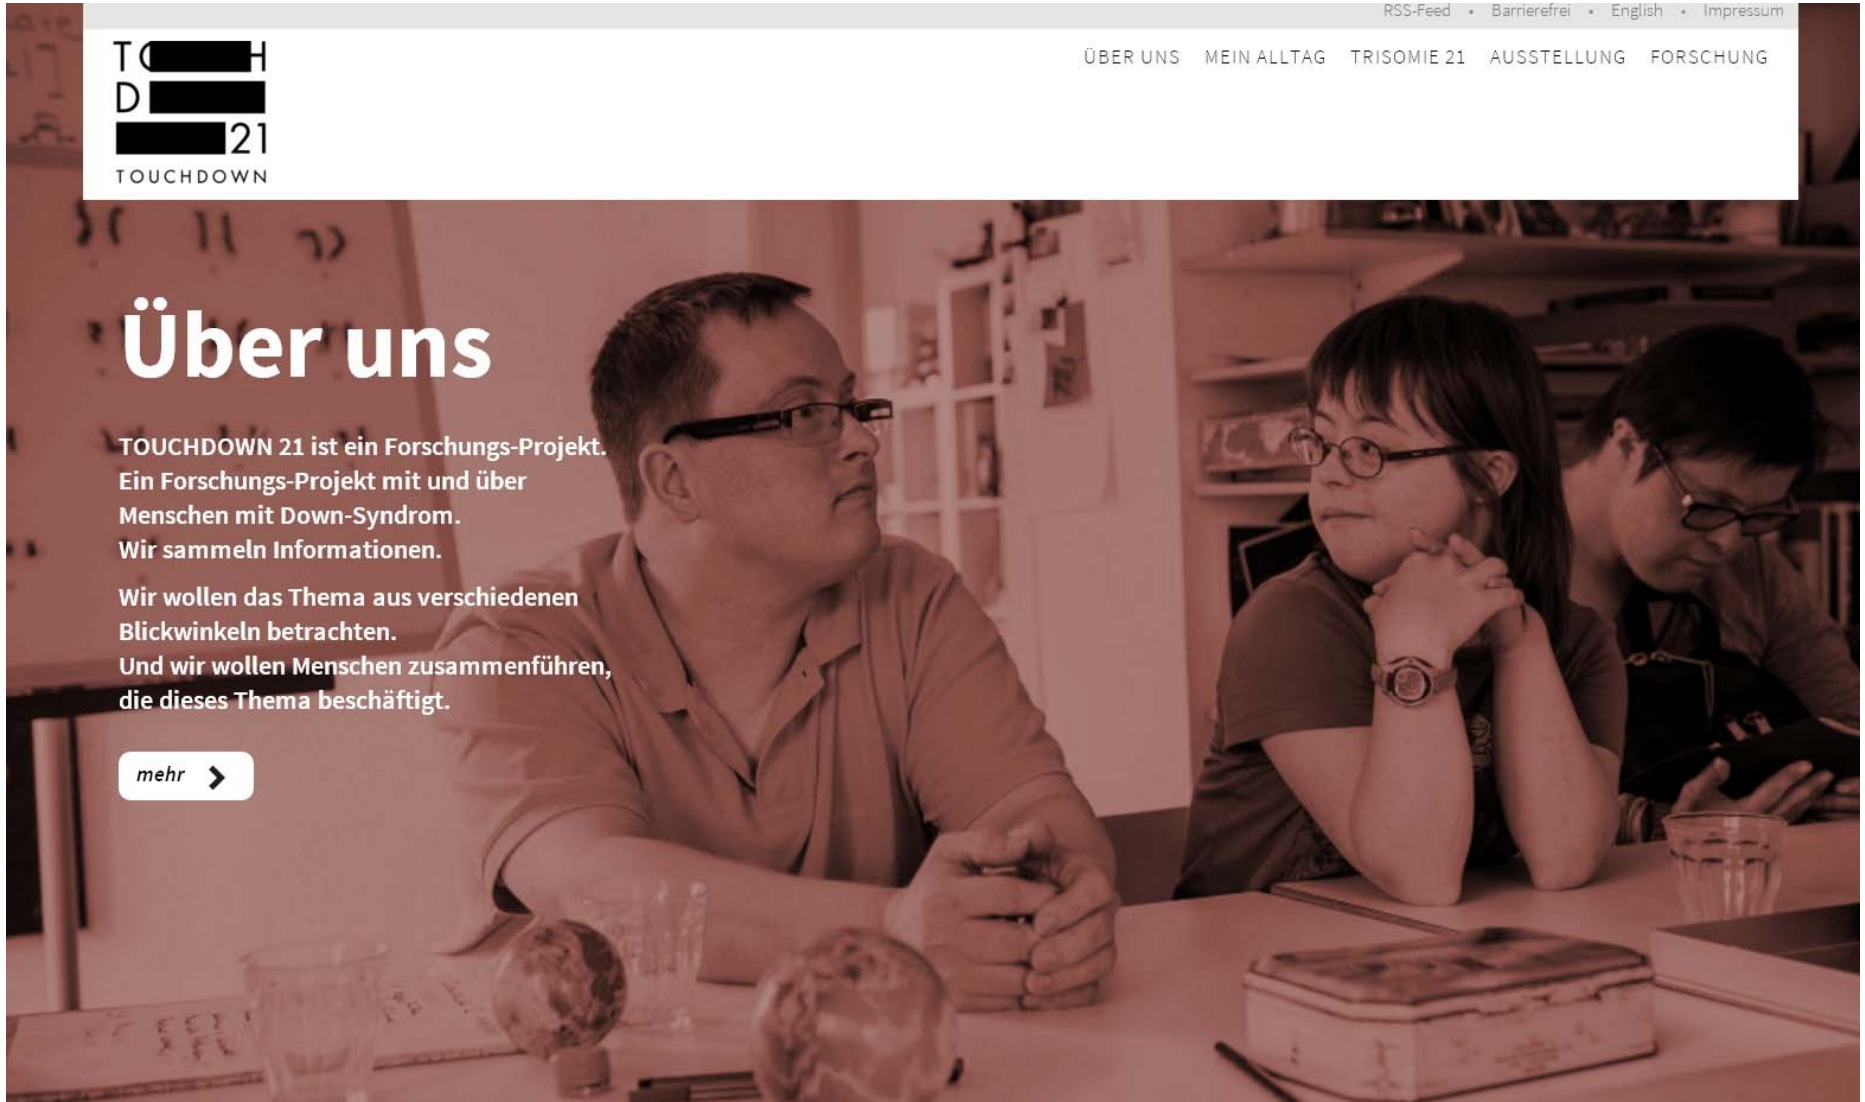 RSS-Feed • Barrierefrei • English • Impressum
ÜBER UNS MEIN ALLTAG TRISOMIE 21 AUSSTELLUNG FORSCHUNG
T H
D
21
TOUCHDOWN
Über uns
TOUCHDOWN 21 ist ein Forschungs-Projekt.
Ein Forschungs-Projekt mit und über
Menschen mit Down-Syndrom.
Wir sammeln Informationen.
Wir wollen das Thema aus verschiedenen
Blickwinkeln betrachten.
Und wir wollen Menschen zusammenführen,
die dieses Thema beschäftigt.
mehr